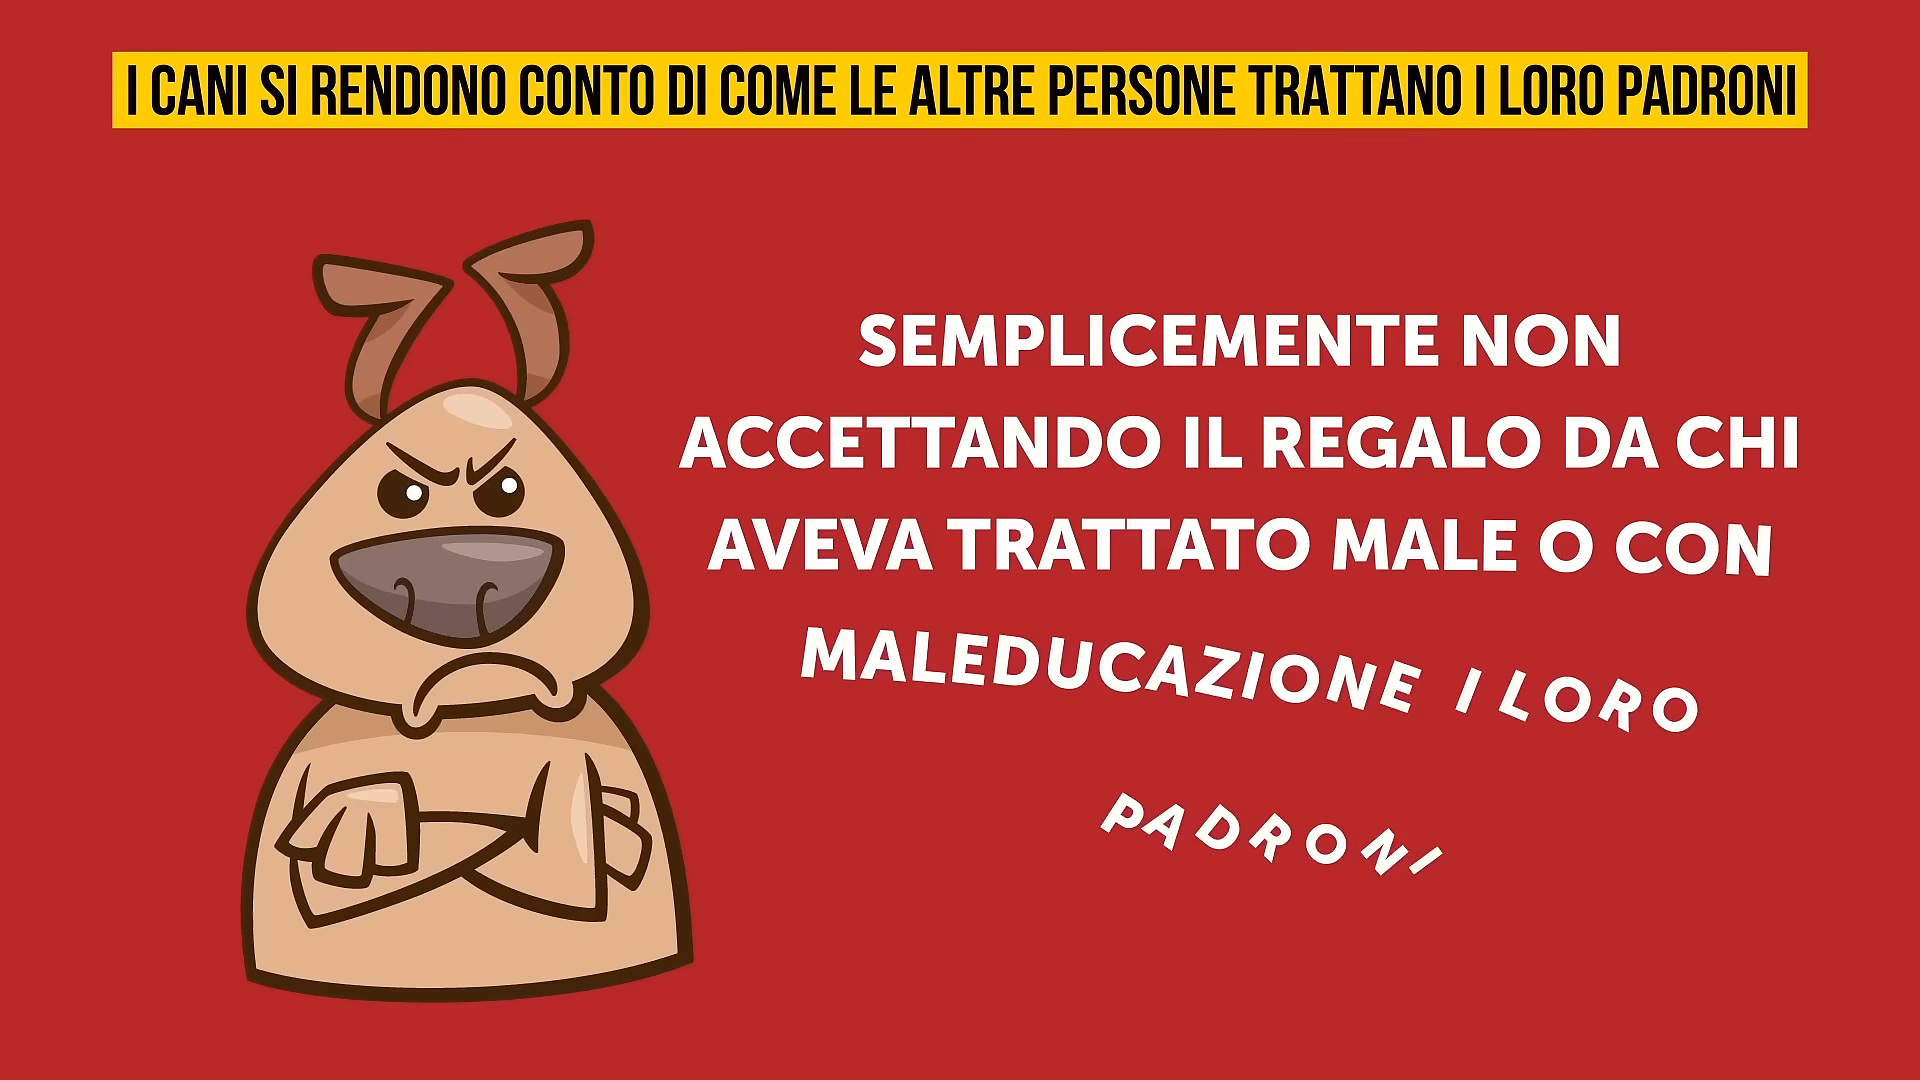 I CANI SI RENDONO CONTO DI COME LE ALTRE PERSONE TRATTANO I LORO PADRONI
SEMPLICEMENTE NON
ACCETTANDO IL REGALO DA CHI
AVEVA TRATTATO MALE O CON
MALEDUCAZIONE I LORO
PADRONI